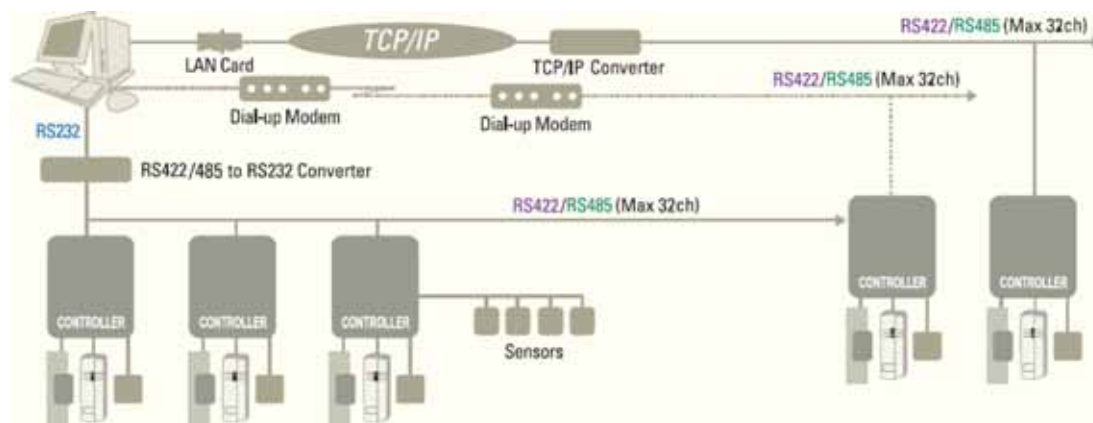 TCP/IP
RS422/RS485 (Max 32ch)
LAN Card
TCP/IP Converter
RS422/RS485 (Max 32ch)
Dial-up Modem
Dial-up Modem
RS232
RS422/485 to RS232 Converter
RS422/RS485 (Max 32ch)
CONTROLLER
CONTROLLER
CONTROLLER
CONTROLLER
CONTROLLER
Sensors